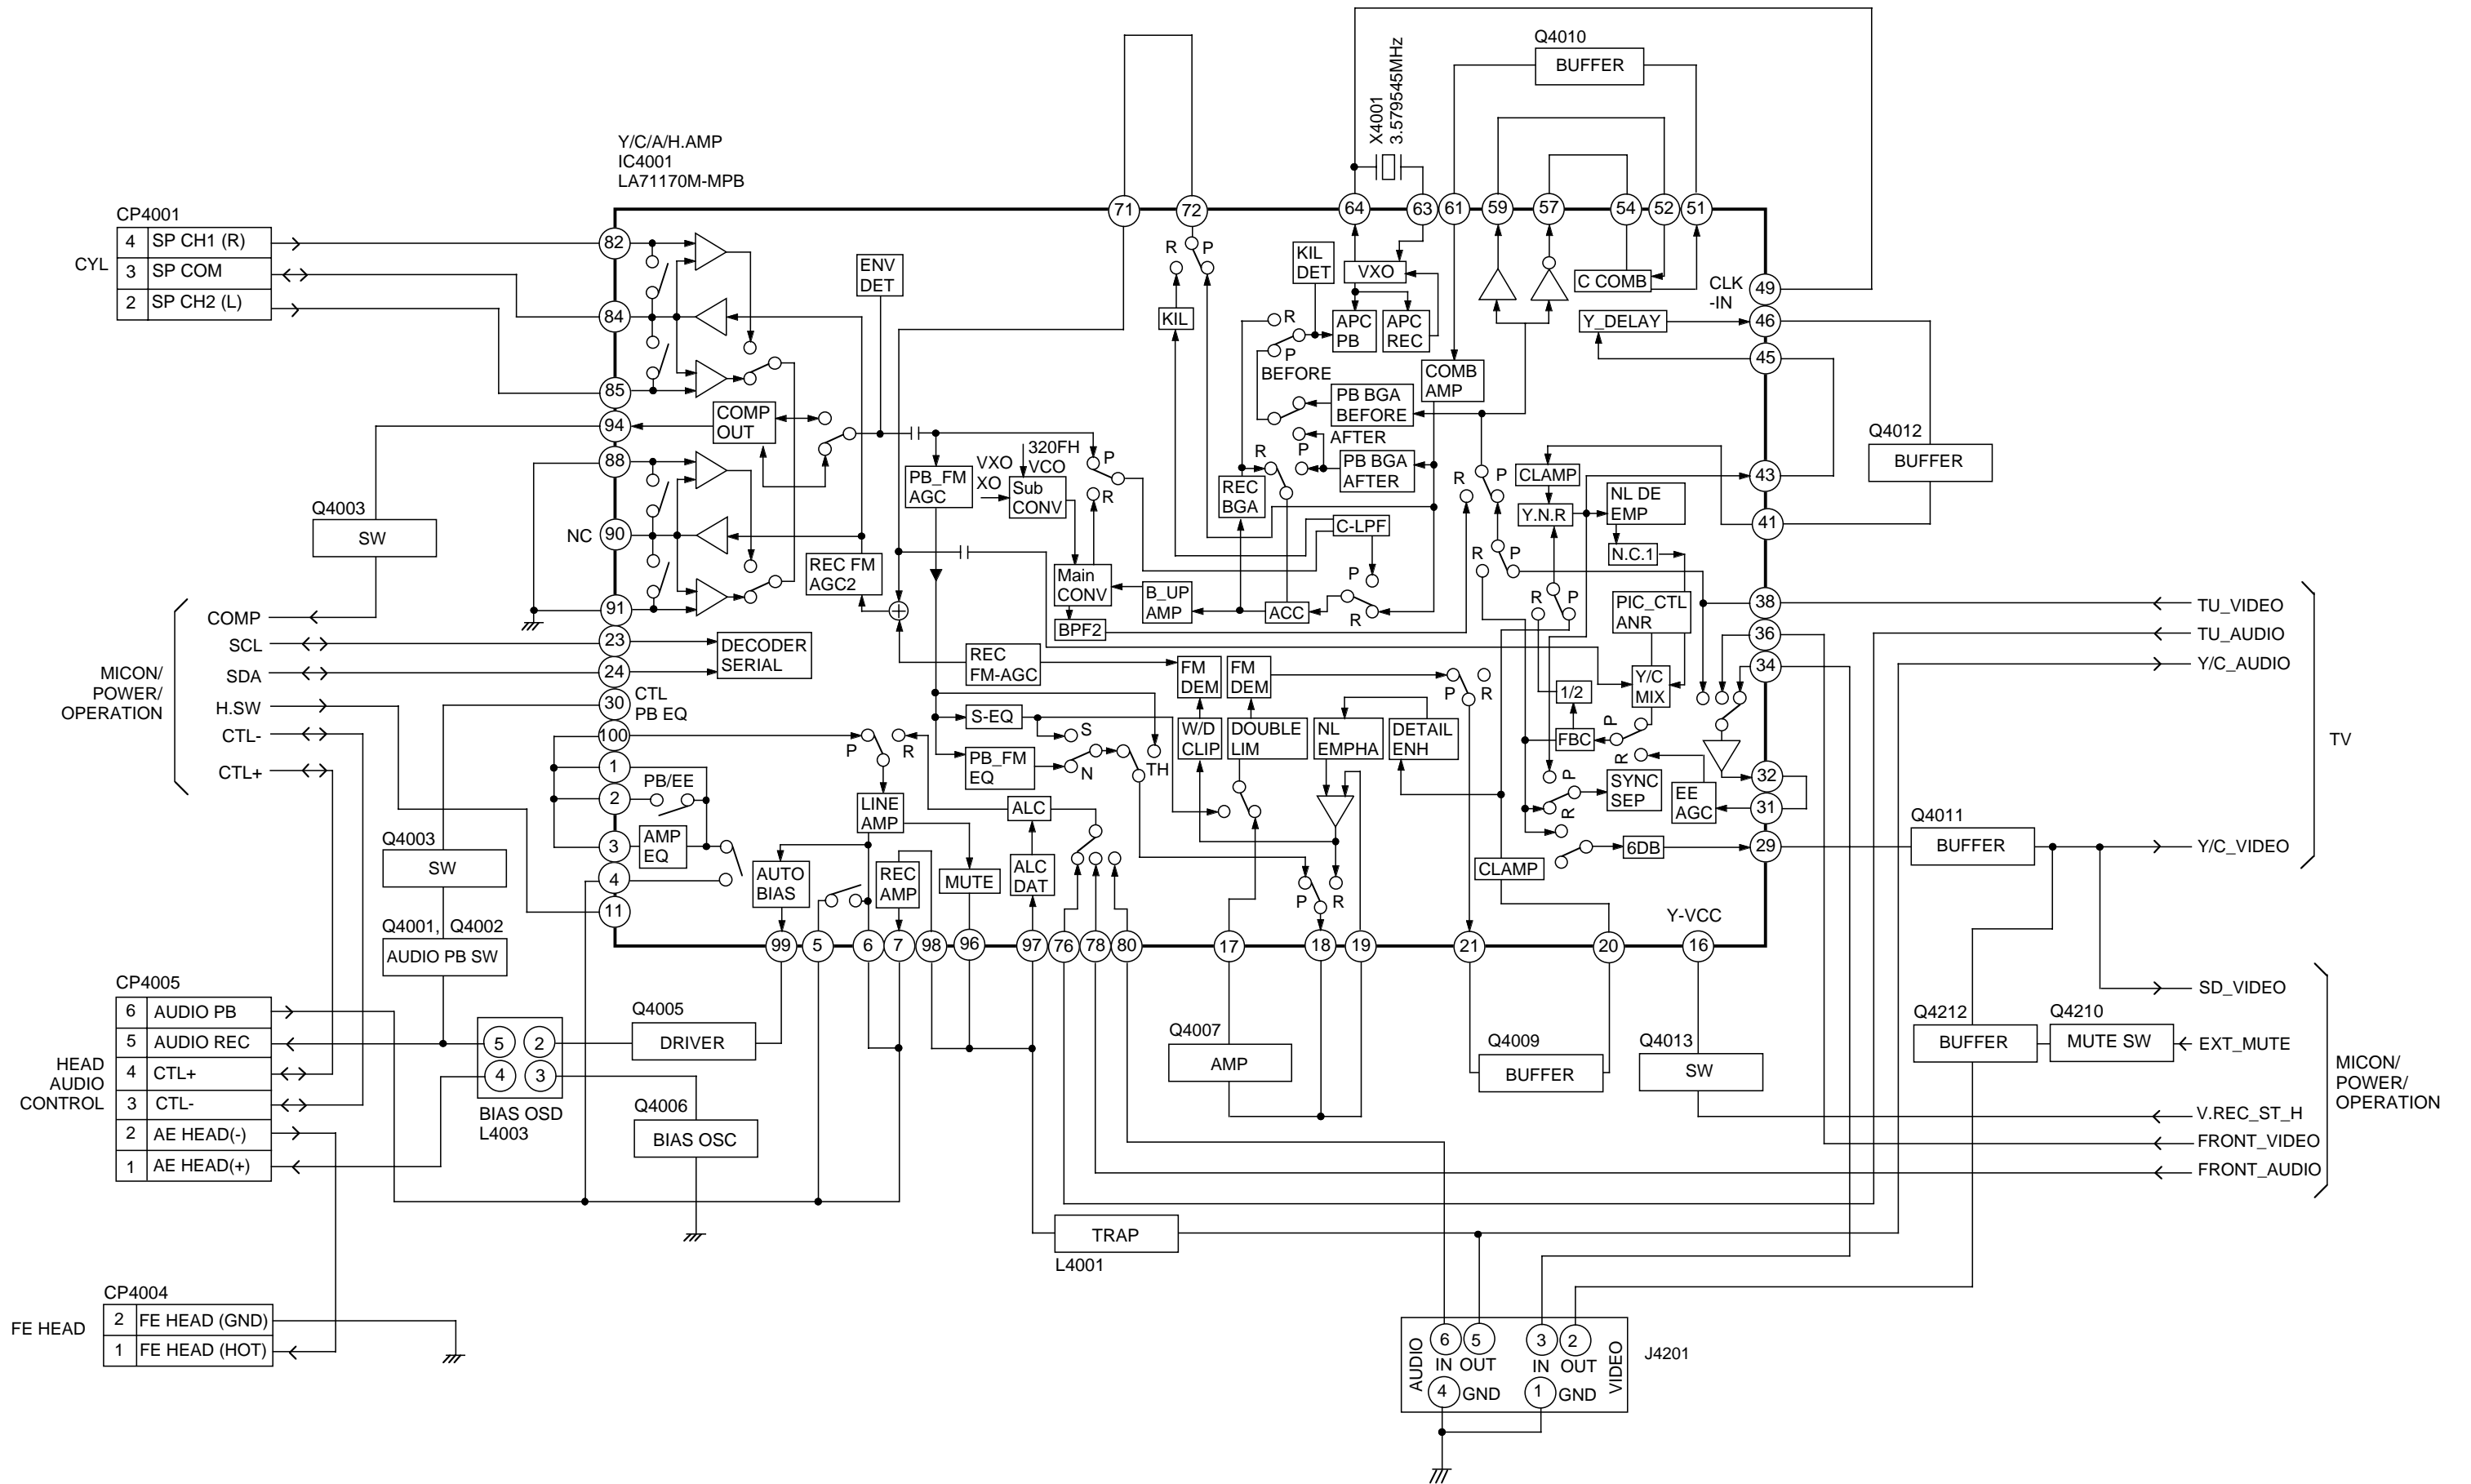 Q4010
BUFFER
X4001
3.579545MHz
Y/C/A/H.AMP
IC4001
LA71170M-MPB
71
72
64
63
61
59
57
54
52
51
CP4001
CYL
4 SP CH1 (R)
3 SP COM
2 SP CH2 (L)
82
84
85
94
88
NC
90
91
23
24
30
CTL
PB EQ
100
1
2
3
4
11
ENV
DET
COMP
OUT
R
P
KIL
KIL
DET
VXO
APC
PB
APC
REC
R
P
BEFORE
COMB
AMP
C COMB
CLK
-IN
49
Y_DELAY
46
45
PB BGA
BEFORE
AFTER
P
PB BGA
AFTER
R
REC
BGA
Q4012
BUFFER
PB_FM
AGC
VXO
XO
320FH
VCO
Sub
CONV
P
R
C-LPF
R
P
CLAMP
Y.N.R
NL DE
EMP
N.C.1
43
41
Q4003
SW
REC FM
AGC2
Main
CONV
B_UP
AMP
ACC
P
R
BPF2
R
P
R
P
PIC_CTL
ANR
38
36
34
TU_VIDEO
TU_AUDIO
Y/C_AUDIO
TV
Y/C_VIDEO
COMP
SCL
SDA
H.SW
CTL-
CTL+
MICON/
POWER/
OPERATION
DECODER
SERIAL
REC
FM-AGC
FM
DEM
FM
DEM
P
R
1/2
Y/C
MIX
S-EQ
S
W/D
CLIP
DOUBLE
LIM
NL
EMPHA
DETAIL
ENH
FBC
P
R
PB_FM
EQ
N
TH
P
R
PB/EE
AMP
EQ
LINE
AMP
ALC
P
R
SYNC
SEP
EE
AGC
32
31
6DB
29
Q4011
BUFFER
Q4003
SW
AUTO
BIAS
REC
AMP
MUTE
ALC
DAT
P
R
CLAMP
Y-VCC
Q4001, Q4002
AUDIO PB SW
99
5
6
7
98
96
97
76
78
80
17
18
19
21
20
16
CP4005
HEAD
AUDIO
CONTROL
6 AUDIO PB
5 AUDIO REC
4 CTL+
3 CTL-
2 AE HEAD(-)
1 AE HEAD(+)
5
2
4
3
BIAS OSD
L4003
Q4005
DRIVER
Q4006
BIAS OSC
Q4007
AMP
Q4009
BUFFER
Q4013
SW
Q4212
BUFFER
Q4210
MUTE SW
SD_VIDEO
EXT_MUTE
V.REC_ST_H
FRONT_VIDEO
FRONT_AUDIO
MICON/
POWER/
OPERATION
TRAP
L4001
CP4004
FE HEAD
2 FE HEAD (GND)
1 FE HEAD (HOT)
AUDIO
6
5
3
2
IN OUT
IN OUT
4 GND
1 GND
VIDEO
J4201